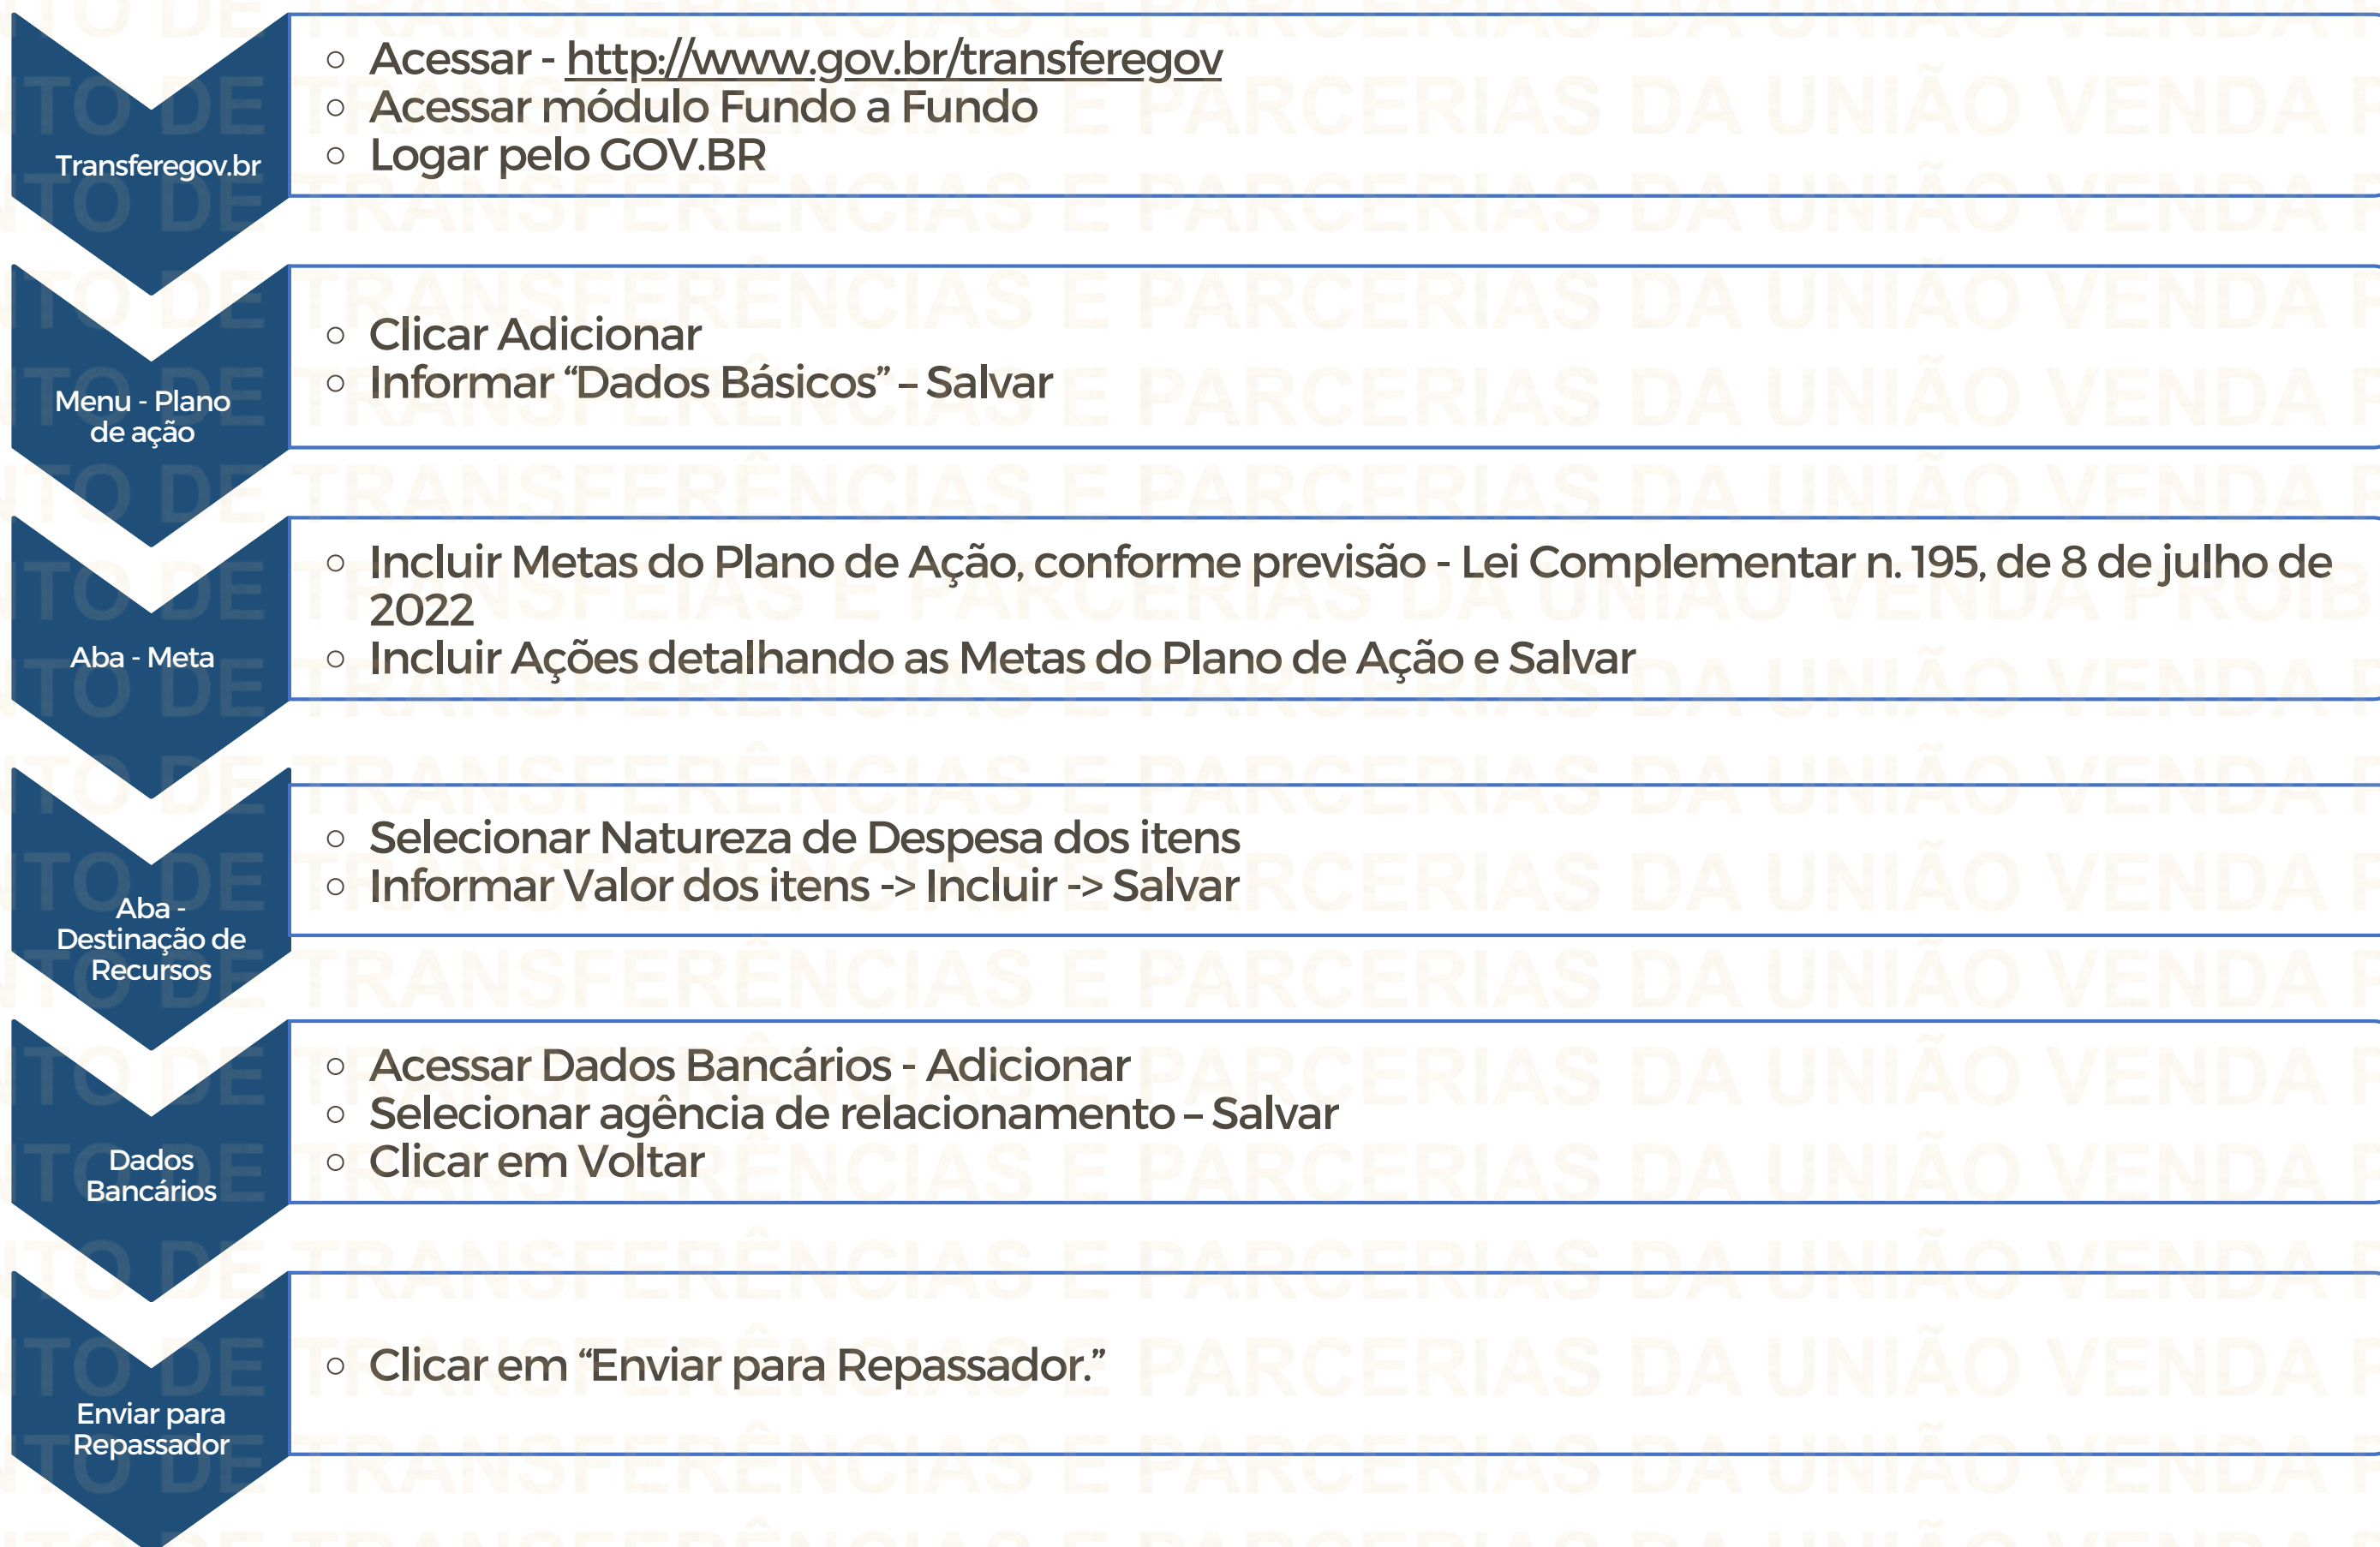 Transferegov.br
○ Acessar - http://www.gov.br/transferegov
○ Acessar módulo Fundo a Fundo
○ Logar pelo GOV.BR
Menu - Plano
de ação
○ Clicar Adicionar
○ Informar “Dados Básicos” – Salvar
Aba - Meta
○ Incluir Metas do Plano de Ação, conforme previsão - Lei Complementar n. 195, de 8 de julho de
2022
○ Incluir Ações detalhando as Metas do Plano de Ação e Salvar
Aba -
Destinação de
Recursos
○ Selecionar Natureza de Despesa dos itens
○ Informar Valor dos itens -> Incluir -> Salvar
Dados
Bancários
○ Acessar Dados Bancários - Adicionar
○ Selecionar agência de relacionamento – Salvar
○ Clicar em Voltar
Enviar para
Repassador
○ Clicar em “Enviar para Repassador.”